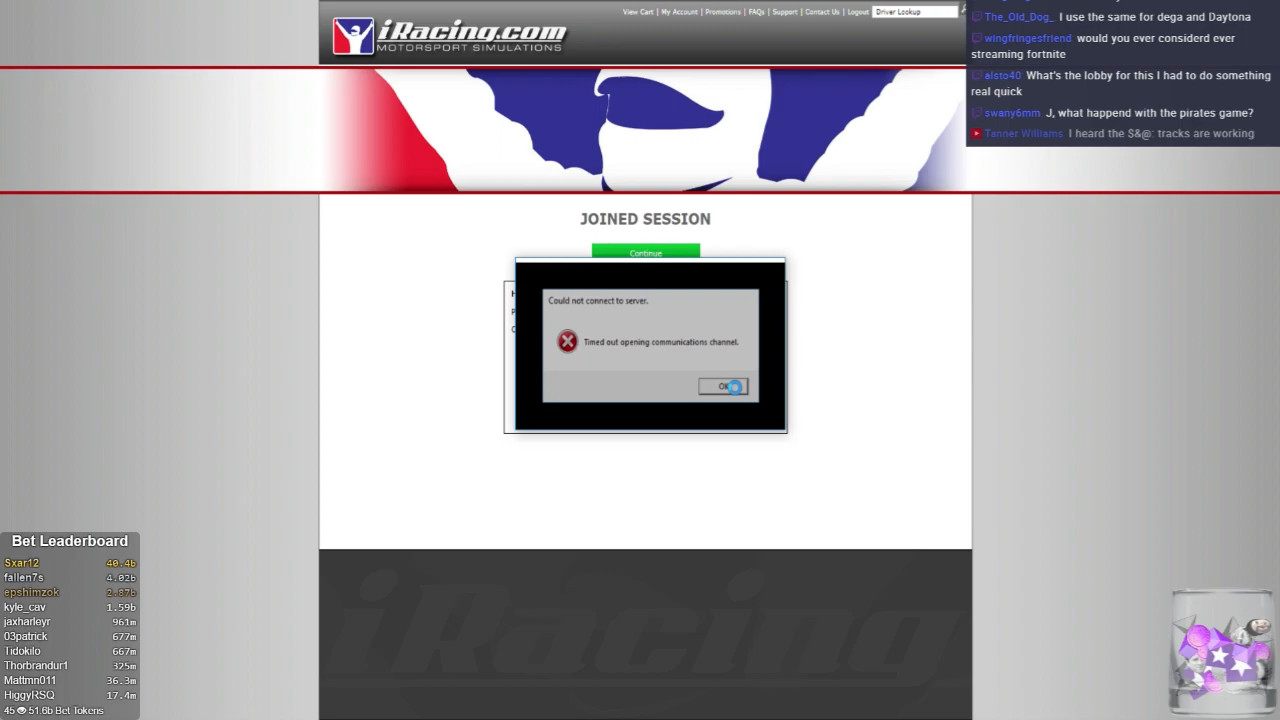 View Cart | My Account | Promotions | FAQs | Support | Contact Us | Logout Driver Lookup
iRacing.com
MOTORSPORT SIMULATIONS
The_Old_Dog_ I use the same for dega and Daytona
wingfringesfriend: would you ever considerd ever
streaming fortnite
alsto40 What's the lobby for this I had to do something
real quick
swany6mm J, what happend with the pirates game?
Tanner Williams: I heard the $&@: tracks are working
JOINED SESSION
Continue
Could not connect to server.
Timed out opening communications channel.
OK
Bet Leaderboard
Sxar12 40.4b
fallen7s 4.02b
epshimzok 2.87b
kyle_cav 1.59b
jaxharleyr 961m
03patrick 677m
Tidokilo 667m
Thorbrandur1 325m
Mattmn011 36.3m
HiggyRSQ 17.4m
45 51.6b Bet Tokens
iRacing